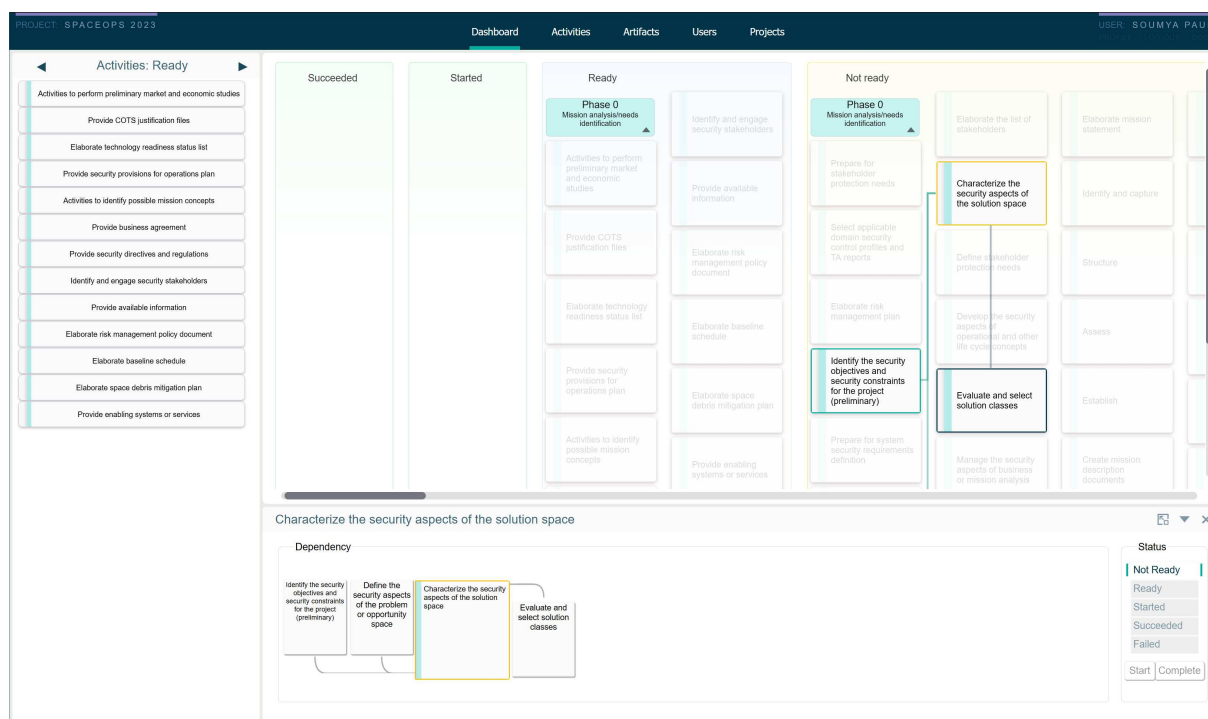 PROJECT: SPACEOPS 2023
Dashboard
Activities
Artifacts
Users
Projects
USER: SOUMYA PAU
Activities: Ready
Activities to perform preliminary market and economic studies
Provide COTS justification files
Elaborate technology readiness status list
Provide security provisions for operations plan
Activities to identify possible mission concepts
Provide business agreement
Provide security directives and regulations
Identify and engage security stakeholders
Provide available information
Elaborate risk management policy document
Elaborate baseline schedule
Elaborate space debris mitigation plan
Provide enabling systems or services
Succeeded
Started
Ready
Phase 0
Mission analysis/needs
identification
Activities to perform
preliminary market
and economic
studies
Provide COTS
justification files
Elaborate technology
readiness status list
Provide security
provisions for
operations plan
Activities to identify
possible mission
concepts
Identify and engage
security stakeholders
Provide available
information
Elaborate risk
management policy
document
Elaborate baseline
schedule
Elaborate space
debris mitigation plan
Provide enabling
systems or services
Not ready
Phase 0
Mission analysis/needs
identification
Prepare for
stakeholder
protection needs
Select applicable
domain security
control profiles and
TA reports
Elaborate risk
management plan
Identify the security
objectives and
security constraints
for the project
(preliminary)
Prepare for system
security requirements
definition
Elaborate the list of
stakeholders
Characterize the
security aspects of
the solution space
Define stakeholder
protection needs
Develop the security
aspects of
operational and other
life cycle concepts
Evaluate and select
solution classes
Manage the security
aspects of business
or mission analysis
Elaborate mission
statement
Identify and capture
Structure
Assess
Establish
Create mission
description
documents
Characterize the security aspects of the solution space
Dependency
Identify the security
objectives and
security constraints
for the project
(preliminary)
Define the
security aspects
of the problem
or opportunity
space
Characterize the security
aspects of the solution
space
Evaluate and
select solution
classes
Status
Not Ready
Ready
Started
Succeeded
Failed
Start
Complete